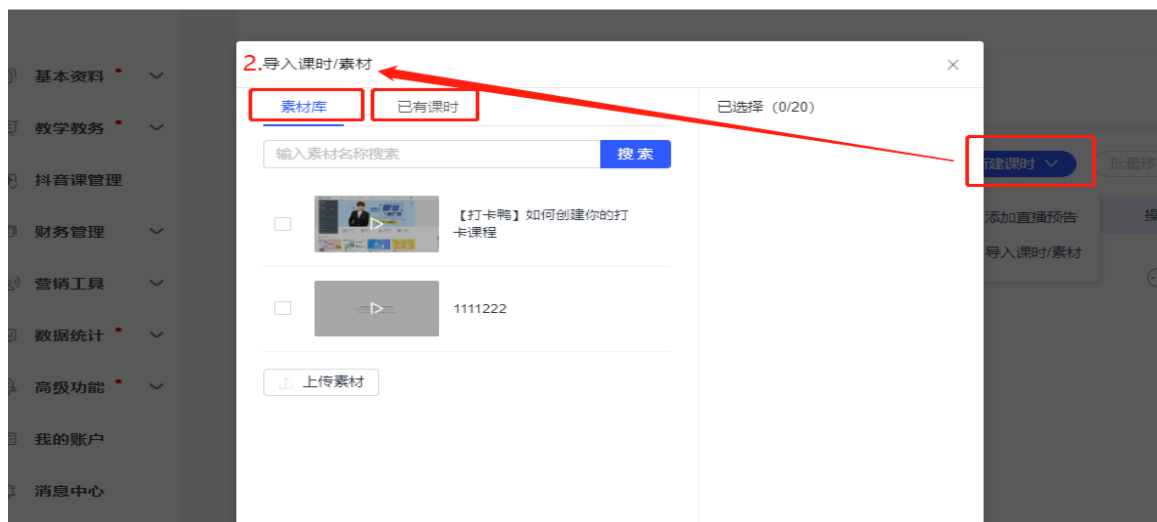 2.导入课时/素材
素材库
已有课时
已选择（0/20）
输入素材名称搜索
搜 索
【打卡鸭】如何创建你的打
卡课程
1111222
上传素材
基本资料
教学教务
抖音课管理
财务管理
营销工具
数据统计
高级功能
我的账户
消息中心
建课时
批量移
添加直播预告
导入课时/素材